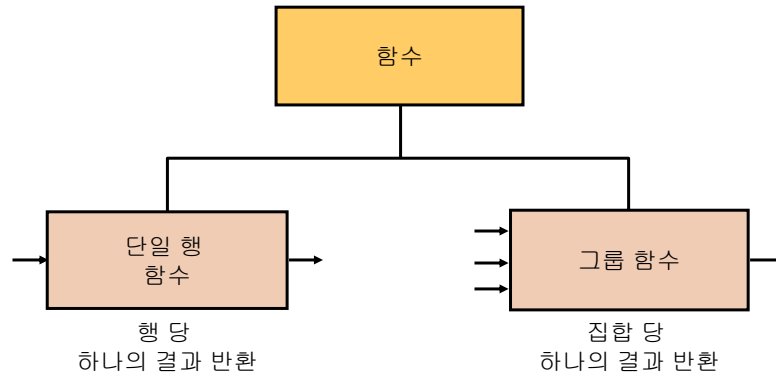 함수
단일 행
함수
행 당
하나의 결과 반환
그룹 함수
집합 당
하나의 결과 반환